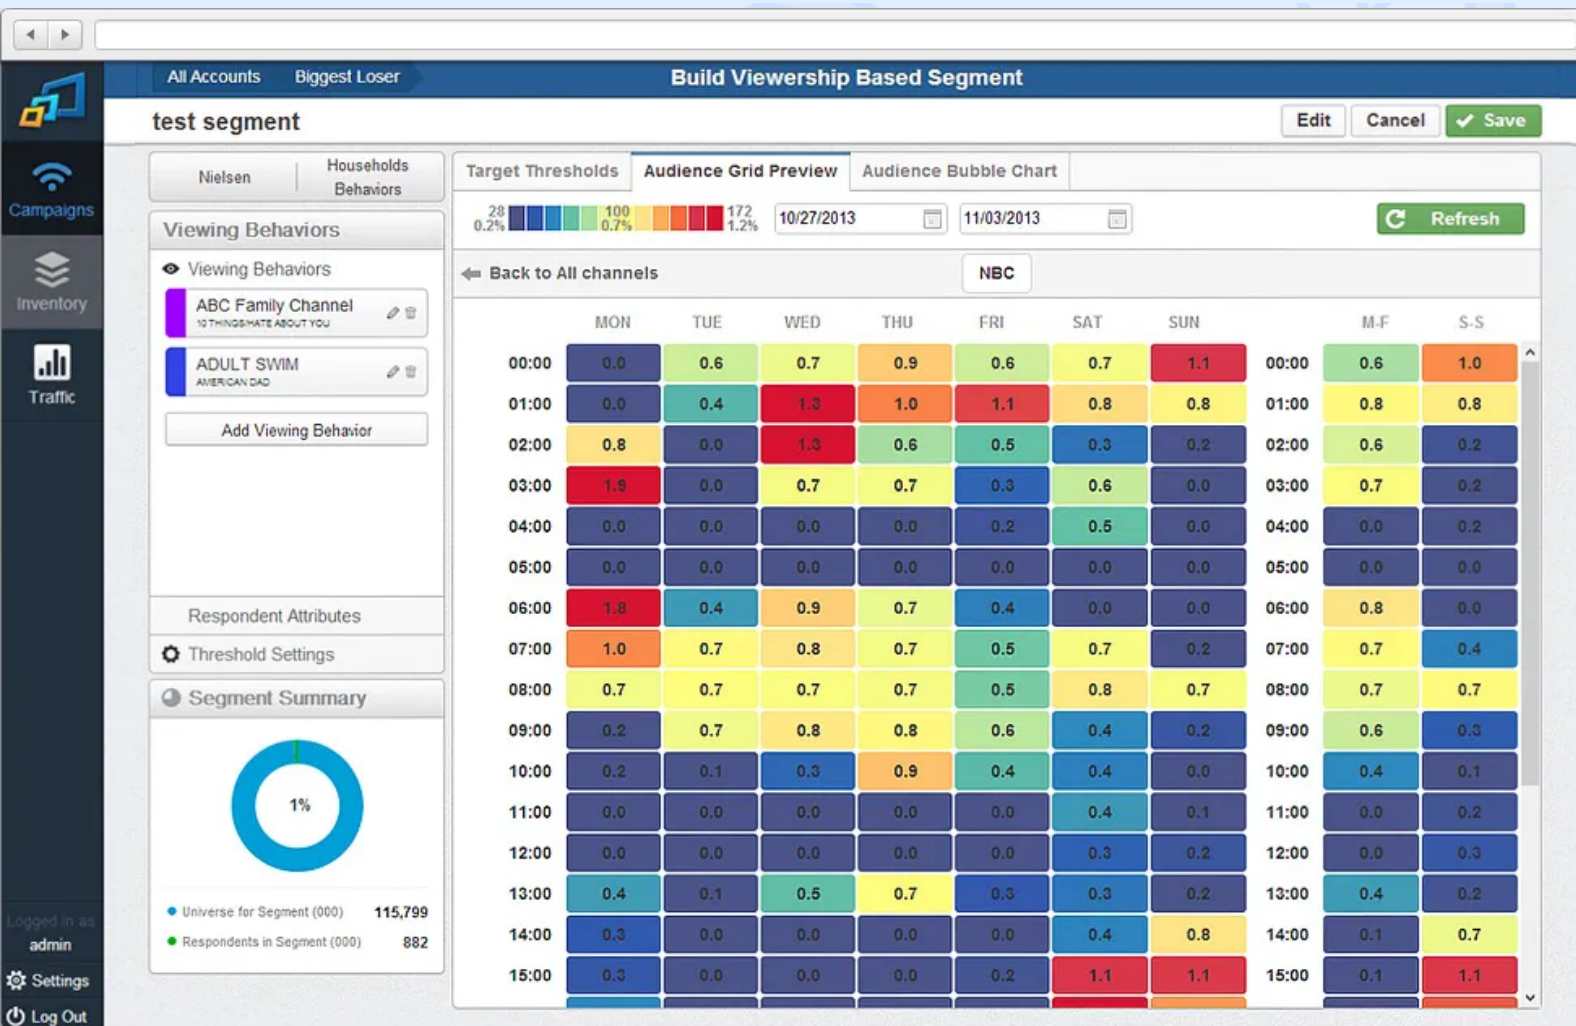 All Accounts Biggest Loser Build Viewership Based Segment
test segment Edit Cancel Save
Campaigns
Inventory
Traffic
Logged in as
admin
Settings
Log Out
Nielsen Households Behaviors
Viewing Behaviors
Viewing Behaviors
ABC Family Channel
10 THINGS/HATE ABOUT YOU
ADULT SWIM
AMERICAN DAD
Add Viewing Behavior
Respondent Attributes
Threshold Settings
Segment Summary
1%
Universe for Segment (000) 115,799
Respondents in Segment (000) 882
Target Thresholds Audience Grid Preview Audience Bubble Chart
28 100 172
0.2% 0.7% 1.2%
10/27/2013 11/03/2013 Refresh
Back to All channels NBC
MON TUE WED THU FRI SAT SUN M-F S-S
00:00 0.0 0.6 0.7 0.9 0.6 0.7 1.1 00:00 0.6 1.0
01:00 0.0 0.4 1.3 1.0 1.1 0.8 0.8 01:00 0.8 0.8
02:00 0.8 0.0 1.3 0.6 0.5 0.3 0.2 02:00 0.6 0.2
03:00 1.9 0.0 0.7 0.7 0.3 0.6 0.0 03:00 0.7 0.2
04:00 0.0 0.0 0.0 0.0 0.2 0.5 0.0 04:00 0.0 0.2
05:00 0.0 0.0 0.0 0.0 0.0 0.0 0.0 05:00 0.0 0.0
06:00 1.8 0.4 0.9 0.7 0.4 0.0 0.0 06:00 0.8 0.0
07:00 1.0 0.7 0.8 0.7 0.5 0.7 0.2 07:00 0.7 0.4
08:00 0.7 0.7 0.7 0.7 0.5 0.8 0.7 08:00 0.7 0.7
09:00 0.2 0.7 0.8 0.8 0.6 0.4 0.2 09:00 0.6 0.3
10:00 0.2 0.1 0.3 0.9 0.4 0.4 0.0 10:00 0.4 0.1
11:00 0.0 0.0 0.0 0.0 0.0 0.4 0.1 11:00 0.0 0.2
12:00 0.0 0.0 0.0 0.0 0.0 0.3 0.2 12:00 0.0 0.3
13:00 0.4 0.1 0.5 0.7 0.3 0.3 0.2 13:00 0.4 0.2
14:00 0.3 0.0 0.0 0.0 0.0 0.4 0.8 14:00 0.1 0.7
15:00 0.3 0.0 0.0 0.0 0.2 1.1 1.1 15:00 0.1 1.1